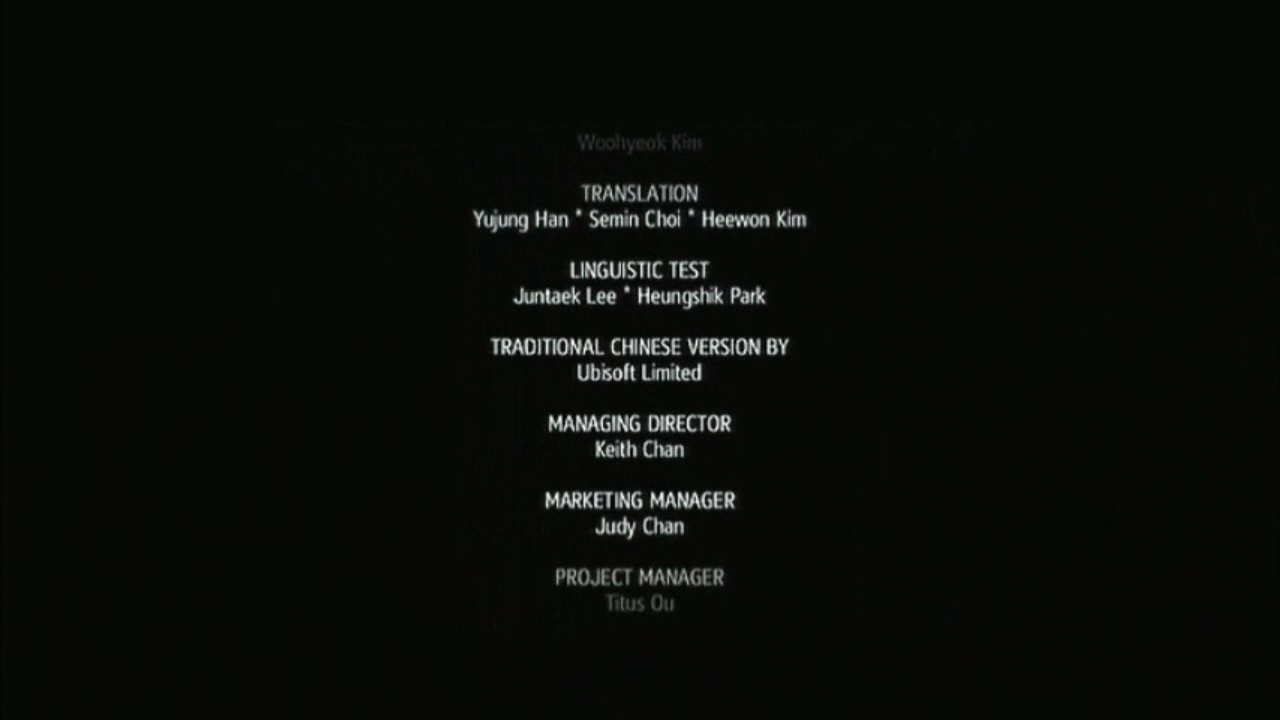 Woohyeok Kim
TRANSLATION
Yujung Han * Semin Choi * Heewon Kim
LINGUISTIC TEST
Juntaek Lee * Heungshik Park
TRADITIONAL CHINESE VERSION BY
Ubisoft Limited
MANAGING DIRECTOR
Keith Chan
MARKETING MANAGER
Judy Chan
PROJECT MANAGER
Titus Ou